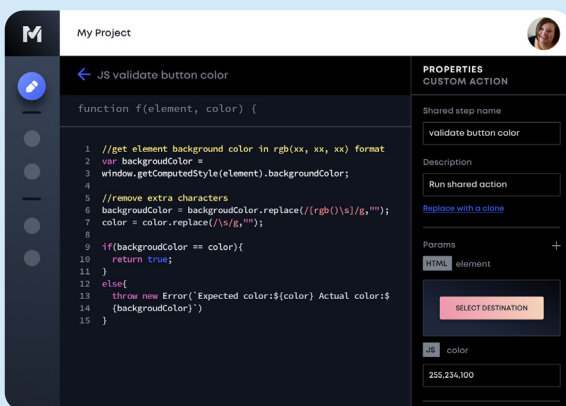 My Project
JS validate button color
function f(element, color) {
1 //get element background color in rgb(xx, xx, xx) format
2 var backgroudColor =
3 window.getComputedStyle(element).backgroundColor;
4
5 //remove extra characters
6 backgroudColor = backgroudColor.replace(/[rgb()\s]/g,"");
7 color = color.replace(/\s/g,"");
8
9 if(backgroudColor == color){
10 return true;
11 }
12 else{
13 throw new Error(`Expected color:${color} Actual color:$
14 {backgroudColor}`)
15 }
PROPERTIES
CUSTOM ACTION
Shared step name
validate button color
Description
Run shared action
Replace with a clone
Params +
HTML element
SELECT DESTINATION
JS color
255,234,100